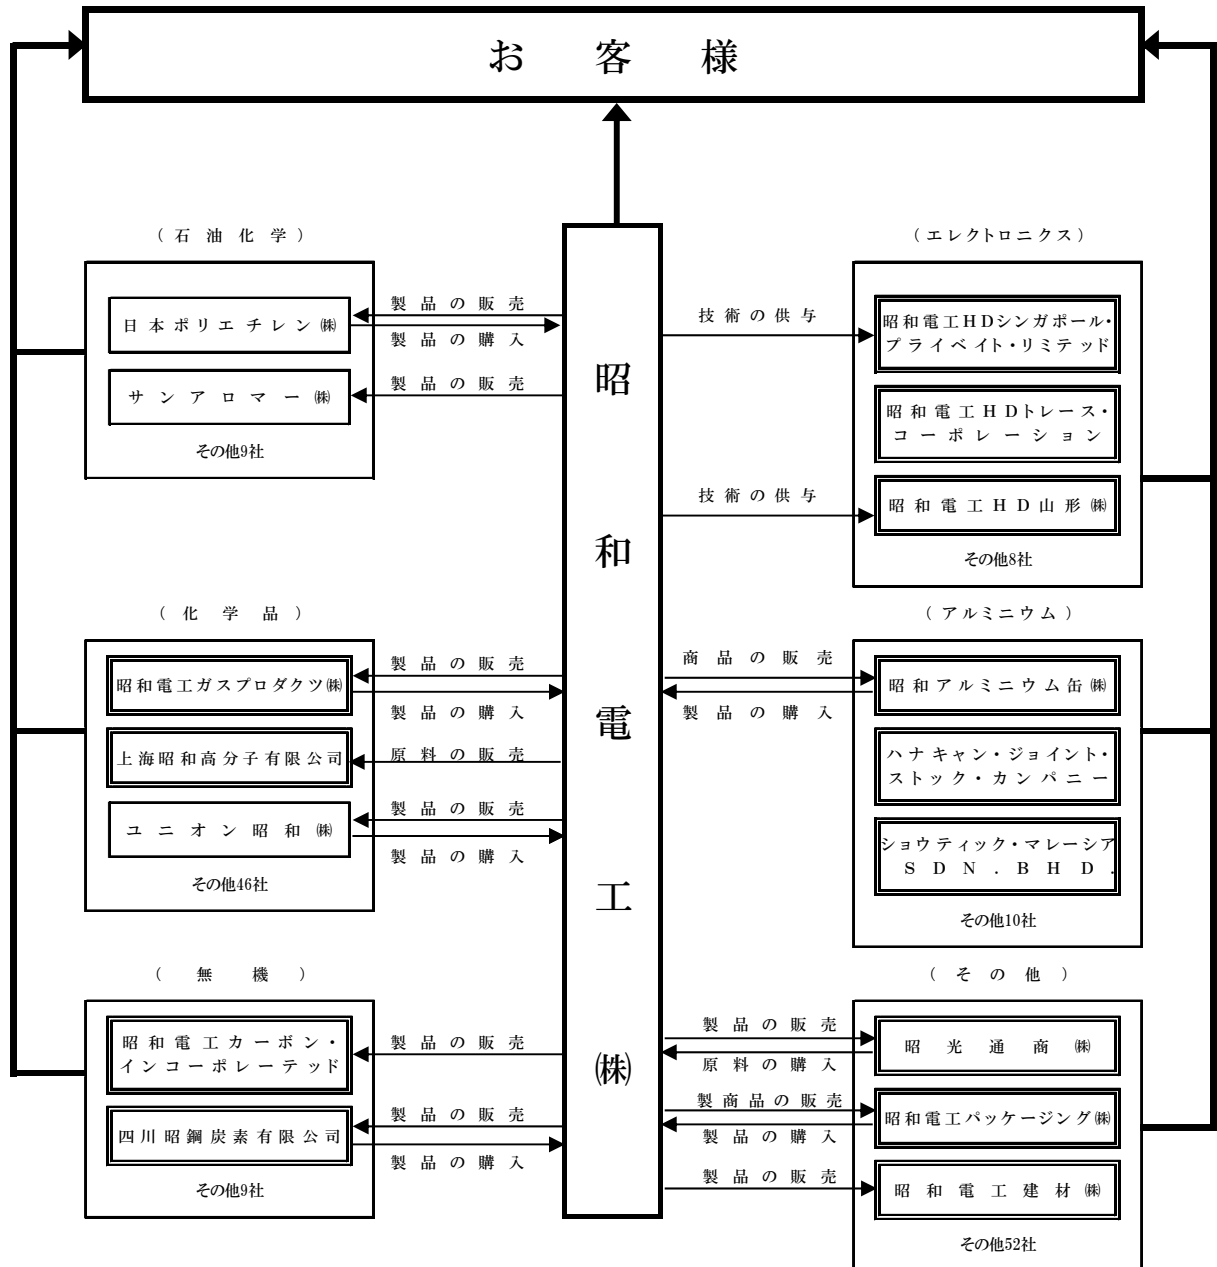 お客様
(石油化学)
日本ポリエチレン㈱
サンアロマー㈱
その他9社
製品の販売
製品の購入
製品の販売
(化学品)
昭和電工ガスプロダクツ㈱
上海昭和高分子有限公司
ユニオン昭和㈱
その他46社
製品の販売
製品の購入
原料の販売
製品の販売
製品の購入
(無機)
昭和電工カーボン・
インコーポレーテッド
四川昭鋼炭素有限公司
その他9社
製品の販売
製品の販売
製品の購入
昭和電工㈱
(エレクトロニクス)
技術の供与
昭和電工HDシンガポール・
プライベイト・リミテッド
昭和電工HDトレース・
コーポレーション
技術の供与
昭和電工HD山形㈱
その他8社
(アルミニウム)
商品の販売
製品の購入
昭和アルミニウム缶㈱
ハナキャン・ジョイント・
ストック・カンパニー
ショウティック・マレーシア
SDN.BHD.
その他10社
(その他)
製品の販売
原料の購入
昭光通商㈱
製商品の販売
製品の購入
昭和電工パッケージング㈱
製品の販売
昭和電工建材㈱
その他52社